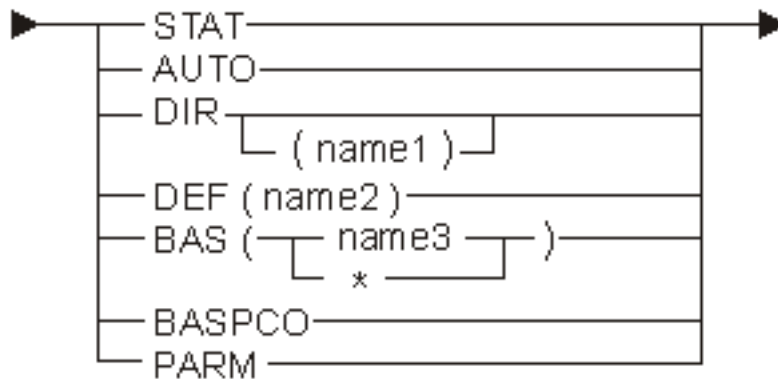 STAT
AUTO
DIR
( name1 )
DEF ( name2 )
BAS ( name3 )
*
BASPCO
PARM